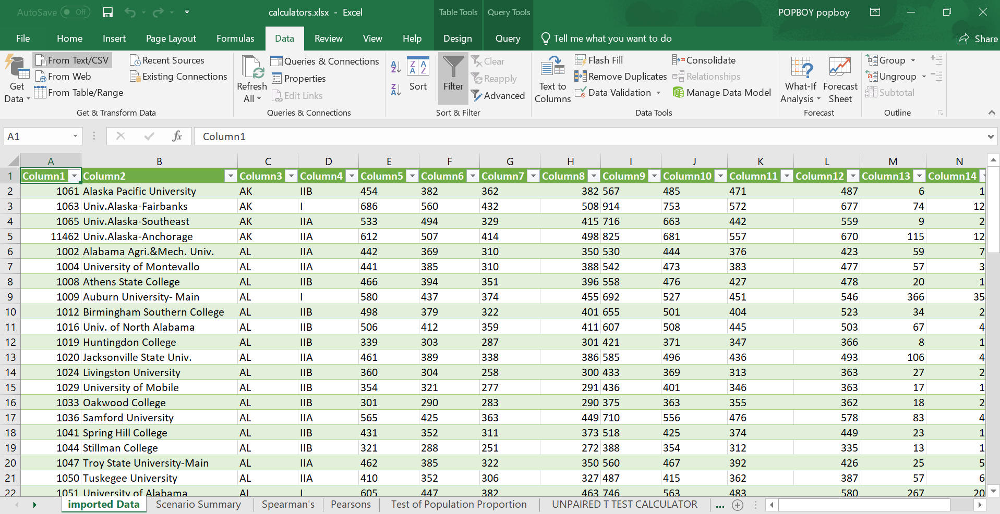 AutoSave Off calculators.xlsx - Excel Table Tools Query Tools POPBOY popboy
File Home Insert Page Layout Formulas Data Review View Help Design Query Tell me what you want to do Share
From Text/CSV Recent Sources Queries & Connections Clear Flash Fill Consolidate Group
From Web Existing Connections Properties Reapply Remove Duplicates Relationships Ungroup
Get Data From Table/Range Refresh All Edit Links Sort Filter Advanced Text to Columns Data Validation Manage Data Model What-If Analysis Forecast Sheet Subtotal
Get & Transform Data Queries & Connections Sort & Filter Data Tools Forecast Outline
A1 fx Column1
A B C D E F G H I J K L M N
1 Column1 Column2 Column3 Column4 Column5 Column6 Column7 Column8 Column9 Column10 Column11 Column12 Column13 Column14
2 1061 Alaska Pacific University AK IIB 454 382 362 382 567 485 471 487 6 1
3 1063 Univ.Alaska-Fairbanks AK I 686 560 432 508 914 753 572 677 74 12
4 1065 Univ.Alaska-Southeast AK IIA 533 494 329 415 716 663 442 559 9 2
5 11462 Univ.Alaska-Anchorage AK IIA 612 507 414 498 825 681 557 670 115 12
6 1002 Alabama Agri.&Mech. Univ. AL IIA 442 369 310 350 530 444 376 423 59 7
7 1004 University of Montevallo AL IIA 441 385 310 388 542 473 383 477 57 3
8 1008 Athens State College AL IIB 466 394 351 396 558 476 427 478 20 1
9 1009 Auburn University- Main AL I 580 437 374 455 692 527 451 546 366 35
10 1012 Birmingham Southern College AL IIB 498 379 322 401 655 501 404 523 34 2
11 1016 Univ. of North Alabama AL IIB 506 412 359 411 607 508 445 503 67 4
12 1019 Huntingdon College AL IIB 339 303 287 301 421 371 347 366 8 1
13 1020 Jacksonville State Univ. AL IIA 461 389 338 386 585 496 436 493 106 4
14 1024 Livingston University AL IIB 360 304 258 300 433 369 313 363 27 2
15 1029 University of Mobile AL IIB 354 321 277 291 436 401 346 363 17 1
16 1033 Oakwood College AL IIB 301 290 283 290 375 363 355 362 18 2
17 1036 Samford University AL IIA 565 425 363 449 710 556 476 578 83 4
18 1041 Spring Hill College AL IIB 431 352 311 373 518 425 374 449 23 1
19 1044 Stillman College AL IIB 321 288 251 272 388 354 312 335 13 1
20 1047 Troy State University-Main AL IIA 462 385 322 350 560 467 392 426 25 5
21 1050 Tuskegee University AL IIA 410 352 306 327 487 415 362 387 57 6
22 1051 University of Alabama AL I 605 447 382 463 746 563 483 580 267 20
imported Data Scenario Summary Spearman's Pearsons Test of Population Proportion UNPAIRED T TEST CALCULATOR ...